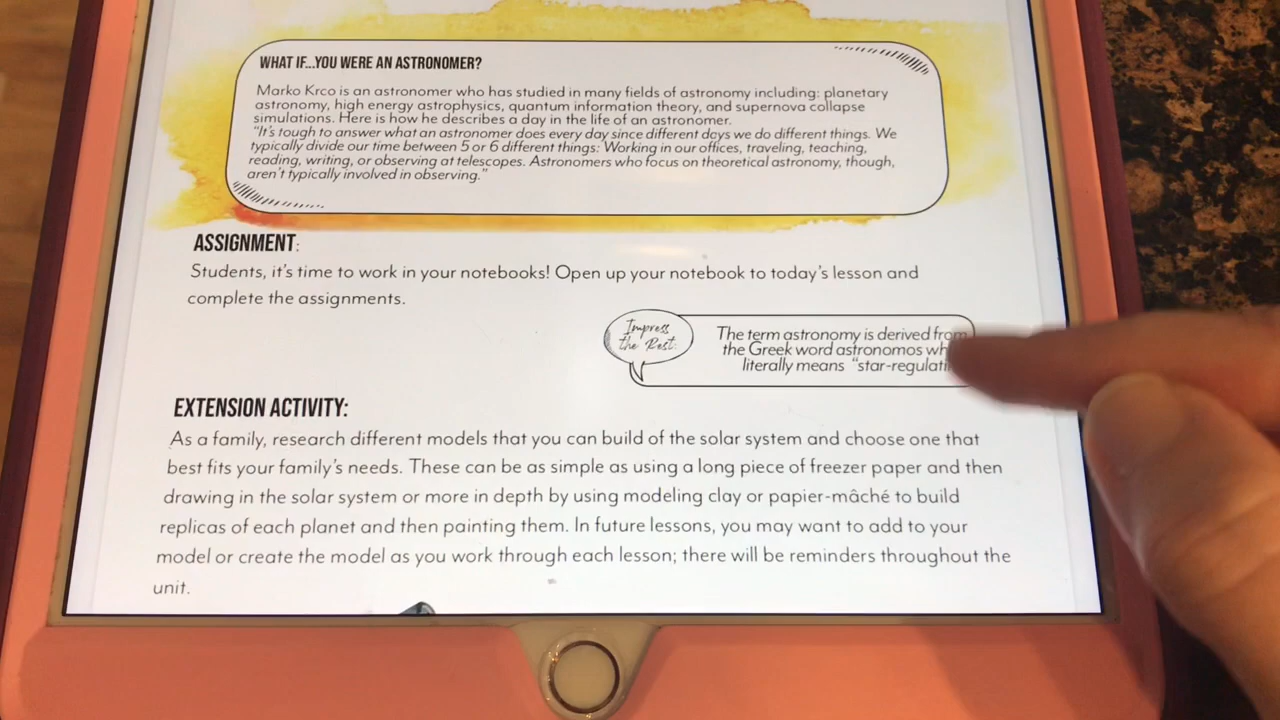 WHAT IF...YOU WERE AN ASTRONOMER?
Marko Krco is an astronomer who has studied in many fields of astronomy including: planetary
astronomy, high energy astrophysics, quantum information theory, and supernova collapse
simulations. Here is how he describes a day in the life of an astronomer.
"It's tough to answer what an astronomer does every day since different days we do different things. We
typically divide our time between 5 or 6 different things: Working in our offices, traveling, teaching,
reading, writing, or observing at telescopes. Astronomers who focus on theoretical astronomy, though,
aren't typically involved in observing."
ASSIGNMENT:
Students, it's time to work in your notebooks! Open up your notebook to today's lesson and
complete the assignments.
Impress
the Rest:
The term astronomy is derived from
the Greek word astronomos
literally means
EXTENSION ACTIVITY:
As a family, research different models that you can build of the solar system and choose one that
best fits your family's needs. These can be as simple as using a long piece of freezer paper and then
drawing in the solar system or more in depth by using modeling clay or papier-mâché to build
replicas of each planet and then painting them. In future lessons, you may want to add to your
model or create the model as you work through each lesson; there will be reminders throughout the
unit.